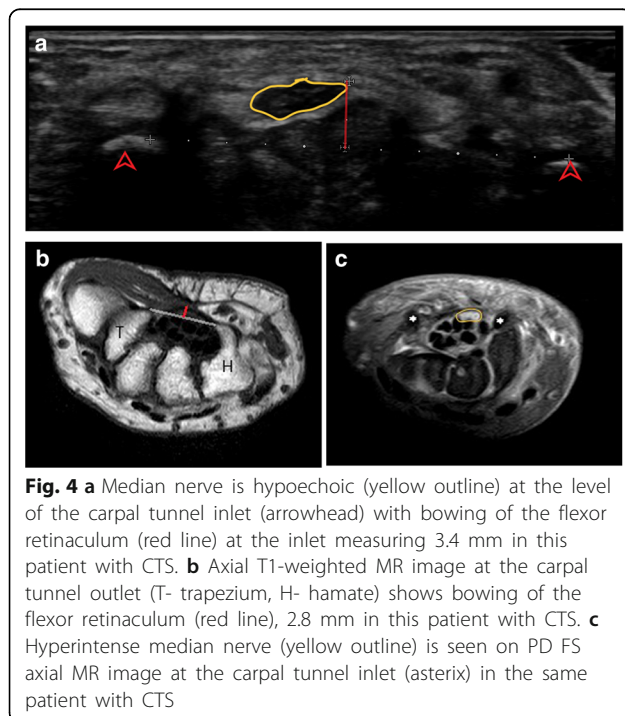 a
b
c
T
H
Fig. 4 a Median nerve is hypoechoic (yellow outline) at the level
of the carpal tunnel inlet (arrowhead) with bowing of the flexor
retinaculum (red line) at the inlet measuring 3.4 mm in this
patient with CTS. b Axial T1-weighted MR image at the carpal
tunnel outlet (T- trapezium, H- hamate) shows bowing of the
flexor retinaculum (red line), 2.8 mm in this patient with CTS. c
Hyperintense median nerve (yellow outline) is seen on PD FS
axial MR image at the carpal tunnel inlet (asterix) in the same
patient with CTS